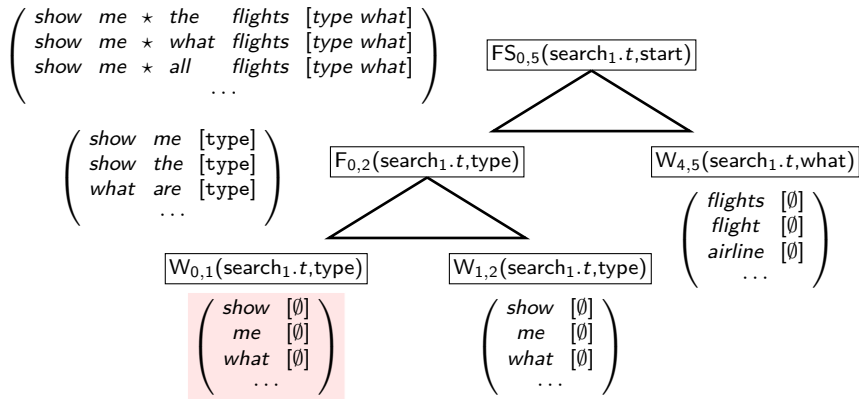 show me ⋆ the flights [type what]
show me ⋆ what flights [type what]
show me ⋆ all flights [type what]
...
FS0,5(search1.t,start)
show me [type]
show the [type]
what are [type]
...
F0,2(search1.t,type)
W4,5(search1.t,what)
flights [∅]
flight [∅]
airline [∅]
...
W0,1(search1.t,type)
W1,2(search1.t,type)
show [∅]
me [∅]
what [∅]
...
show [∅]
me [∅]
what [∅]
...